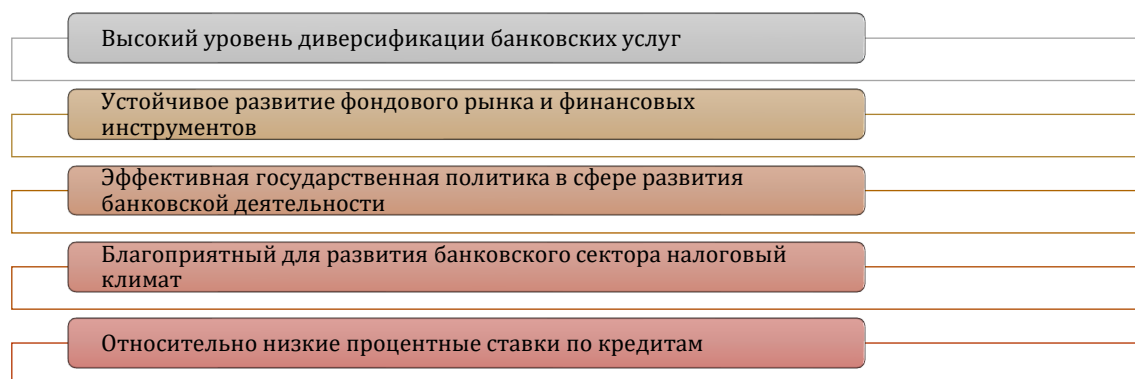 Высокий уровень диверсификации банковских услуг
Устойчивое развитие фондового рынка и финансовых
инструментов
Эффективная государственная политика в сфере развития
банковской деятельности
Благоприятный для развития банковского сектора налоговый
климат
Относительно низкие процентные ставки по кредитам